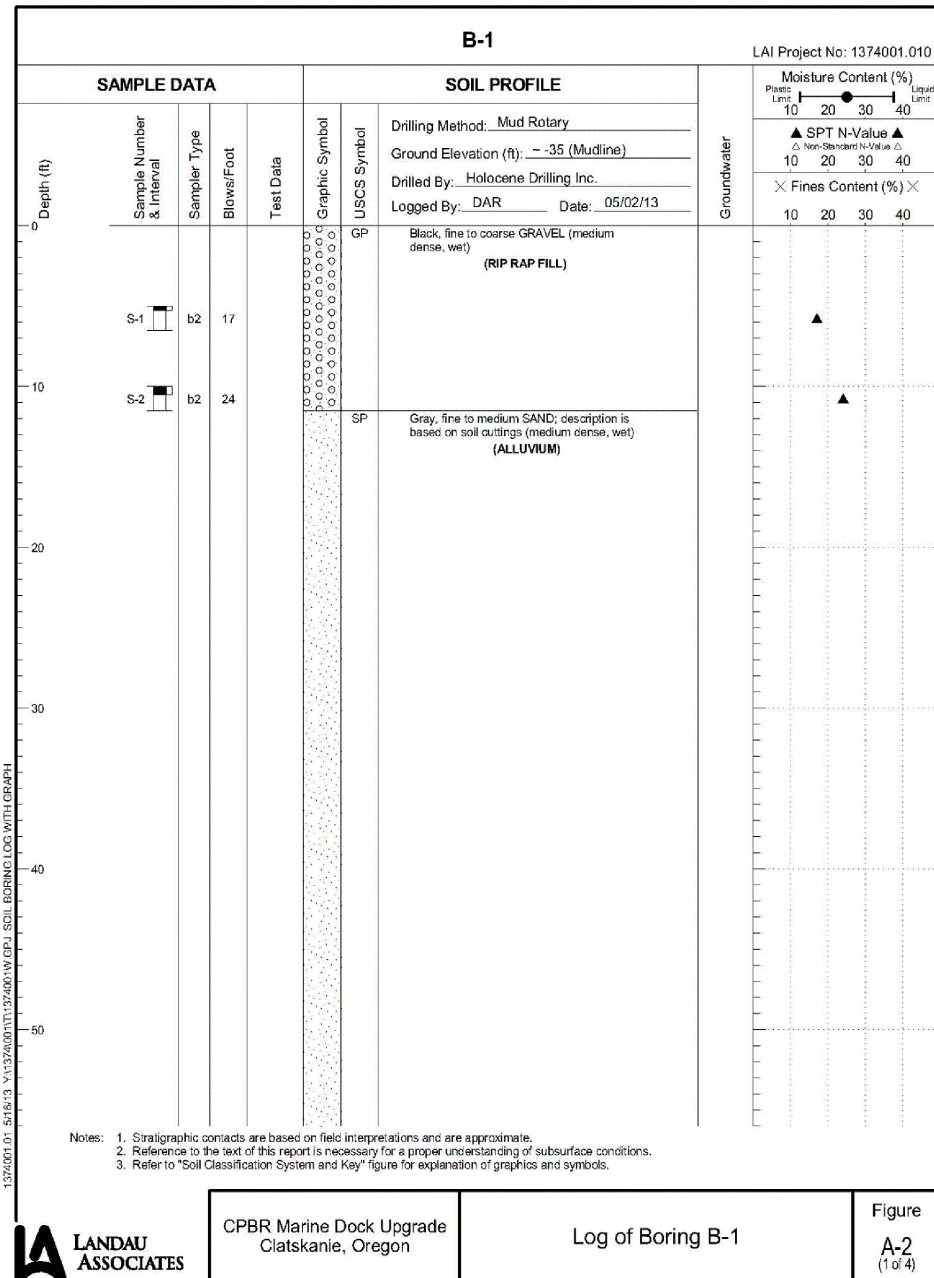 B-1
LAI Project No: 1374001.010
SAMPLE DATA
SOIL PROFILE
Moisture Content (%)
Plastic Limit
Liquid Limit
10 20 30 40
▲ SPT N-Value ▲
△ Non-Standard N-Value △
10 20 30 40
× Fines Content (%) ×
10 20 30 40
Depth (ft)
Sample Number & Interval
Sampler Type
Blows/Foot
Test Data
Graphic Symbol
USCS Symbol
Drilling Method: Mud Rotary
Ground Elevation (ft): ~ -35 (Mudline)
Drilled By: Holocene Drilling Inc.
Logged By: DAR Date: 05/02/13
Groundwater
0
GP
Black, fine to coarse GRAVEL (medium
dense, wet)
(RIP RAP FILL)
S-1 b2 17
10
S-2 b2 24
SP
Gray, fine to medium SAND; description is
based on soil cuttings (medium dense, wet)
(ALLUVIUM)
20
30
40
50
1374001.01 5/16/13 Y:\1374\001\T\1374001W.GPJ SOIL BORING LOG WITH GRAPH
Notes: 1. Stratigraphic contacts are based on field interpretations and are approximate.
2. Reference to the text of this report is necessary for a proper understanding of subsurface conditions.
3. Refer to "Soil Classification System and Key" figure for explanation of graphics and symbols.
LANDAU
ASSOCIATES
CPBR Marine Dock Upgrade
Clatskanie, Oregon
Log of Boring B-1
Figure
A-2
(1 of 4)